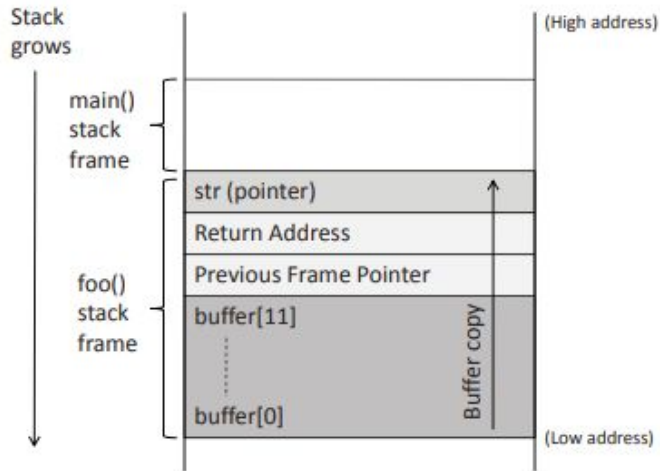 Stack
grows
(High address)
main()
stack
frame
str (pointer)
Return Address
Previous Frame Pointer
foo()
stack
frame
buffer[11]
buffer[0]
Buffer copy
(Low address)